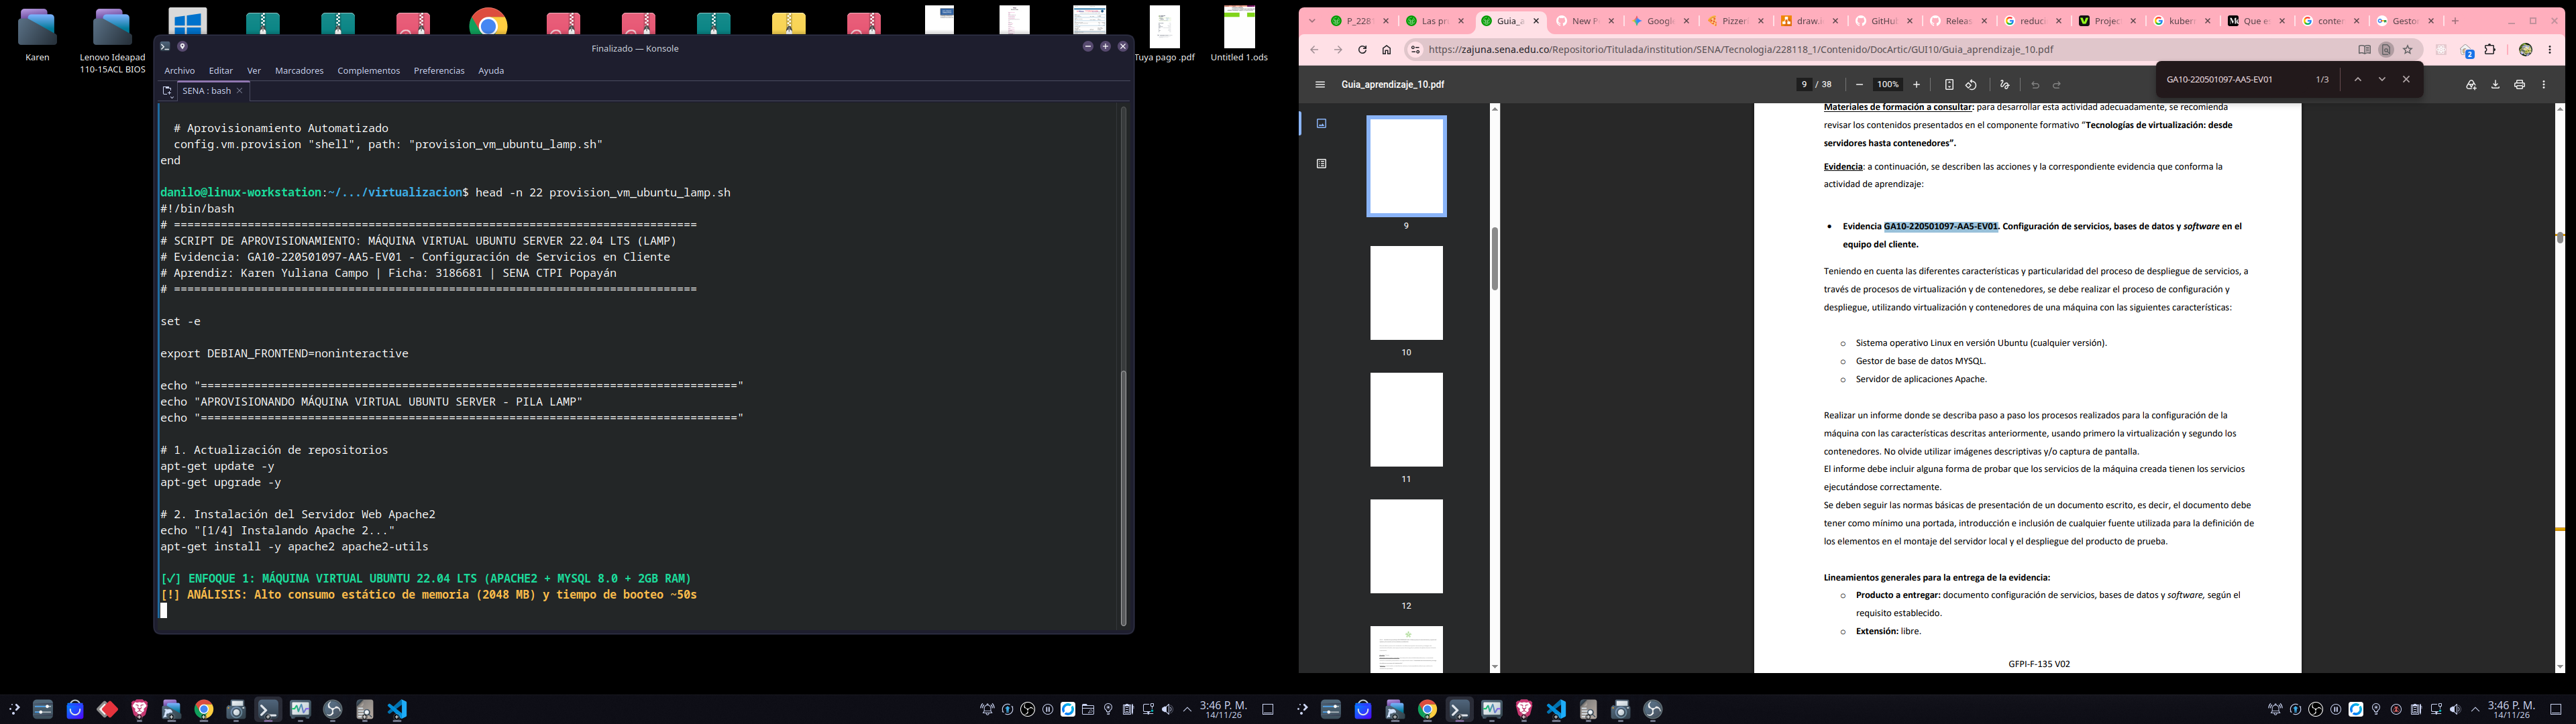 Karen
Lenovo Ideapad
110-15ACL BIOS
Tuya pago .pdf
Untitled 1.ods
Finalizado — Konsole
Archivo Editar Ver Marcadores Complementos Preferencias Ayuda
SENA : bash
# Aprovisionamiento Automatizado
config.vm.provision "shell", path: "provision_vm_ubuntu_lamp.sh"
end
danilo@linux-workstation:~/.../virtualizacion$ head -n 22 provision_vm_ubuntu_lamp.sh
#!/bin/bash
# ==============================================================================
# SCRIPT DE APROVISIONAMIENTO: MÁQUINA VIRTUAL UBUNTU SERVER 22.04 LTS (LAMP)
# Evidencia: GA10-220501097-AA5-EV01 - Configuración de Servicios en Cliente
# Aprendiz: Karen Yuliana Campo | Ficha: 3186681 | SENA CTPI Popayán
# ==============================================================================
set -e
export DEBIAN_FRONTEND=noninteractive
echo "================================================================================"
echo "APROVISIONANDO MÁQUINA VIRTUAL UBUNTU SERVER - PILA LAMP"
echo "================================================================================"
# 1. Actualización de repositorios
apt-get update -y
apt-get upgrade -y
# 2. Instalación del Servidor Web Apache2
echo "[1/4] Instalando Apache 2..."
apt-get install -y apache2 apache2-utils
[✓] ENFOQUE 1: MÁQUINA VIRTUAL UBUNTU 22.04 LTS (APACHE2 + MYSQL 8.0 + 2GB RAM)
[!] ANÁLISIS: Alto consumo estático de memoria (2048 MB) y tiempo de booteo ~50s
3:46 P. M.
14/11/26
P_2281 Las pr Guia_a New P Google Pizzeri draw.i GitHub Releas reduci Project kubern Que e conten Gestor
https://zajuna.sena.edu.co/Repositorio/Titulada/institution/SENA/Tecnologia/228118_1/Contenido/DocArtic/GUI10/Guia_aprendizaje_10.pdf
2
Guia_aprendizaje_10.pdf
9 / 38
100%
GA10-220501097-AA5-EV01 1/3
9
10
11
12
Materiales de formación a consultar: para desarrollar esta actividad adecuadamente, se recomienda
revisar los contenidos presentados en el componente formativo “Tecnologías de virtualización: desde
servidores hasta contenedores”.
Evidencia: a continuación, se describen las acciones y la correspondiente evidencia que conforma la
actividad de aprendizaje:
• Evidencia GA10-220501097-AA5-EV01. Configuración de servicios, bases de datos y software en el
equipo del cliente.
Teniendo en cuenta las diferentes características y particularidad del proceso de despliegue de servicios, a
través de procesos de virtualización y de contenedores, se debe realizar el proceso de configuración y
despliegue, utilizando virtualización y contenedores de una máquina con las siguientes características:
o Sistema operativo Linux en versión Ubuntu (cualquier versión).
o Gestor de base de datos MYSQL.
o Servidor de aplicaciones Apache.
Realizar un informe donde se describa paso a paso los procesos realizados para la configuración de la
máquina con las características descritas anteriormente, usando primero la virtualización y segundo los
contenedores. No olvide utilizar imágenes descriptivas y/o captura de pantalla.
El informe debe incluir alguna forma de probar que los servicios de la máquina creada tienen los servicios
ejecutándose correctamente.
Se deben seguir las normas básicas de presentación de un documento escrito, es decir, el documento debe
tener como mínimo una portada, introducción e inclusión de cualquier fuente utilizada para la definición de
los elementos en el montaje del servidor local y el despliegue del producto de prueba.
Lineamientos generales para la entrega de la evidencia:
o Producto a entregar: documento configuración de servicios, bases de datos y software, según el
requisito establecido.
o Extensión: libre.
GFPI-F-135 V02
3:46 P. M.
14/11/26